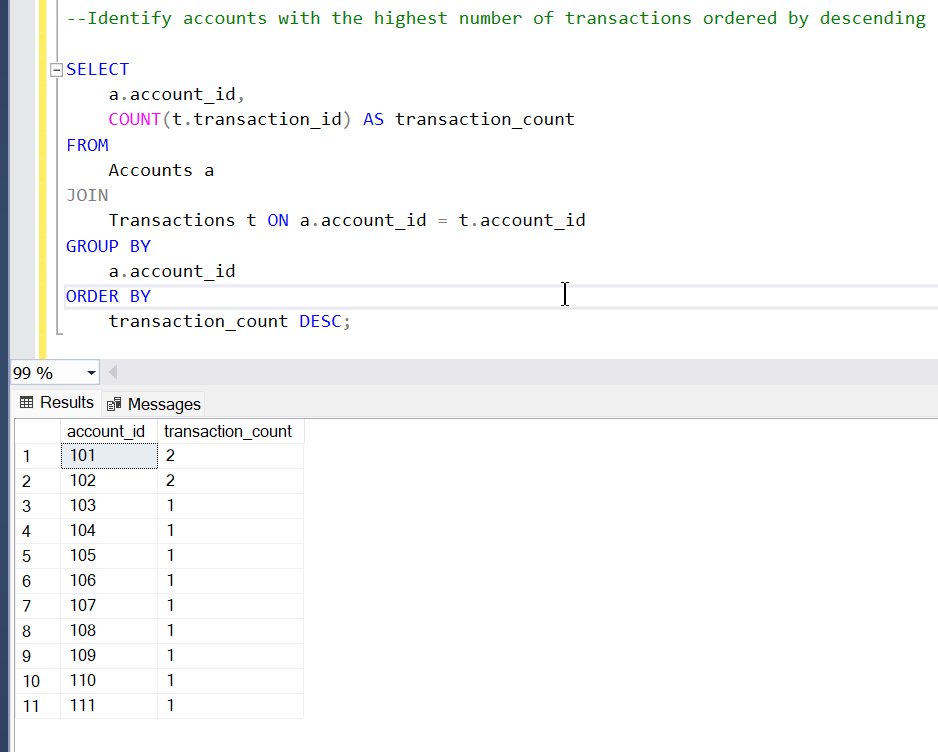 --Identify accounts with the highest number of transactions ordered by descending
SELECT
a.account_id,
COUNT(t.transaction_id) AS transaction_count
FROM
Accounts a
JOIN
Transactions t ON a.account_id = t.account_id
GROUP BY
a.account_id
ORDER BY
transaction_count DESC;
99 %
Results Messages
account_id transaction_count
1 101 2
2 102 2
3 103 1
4 104 1
5 105 1
6 106 1
7 107 1
8 108 1
9 109 1
10 110 1
11 111 1